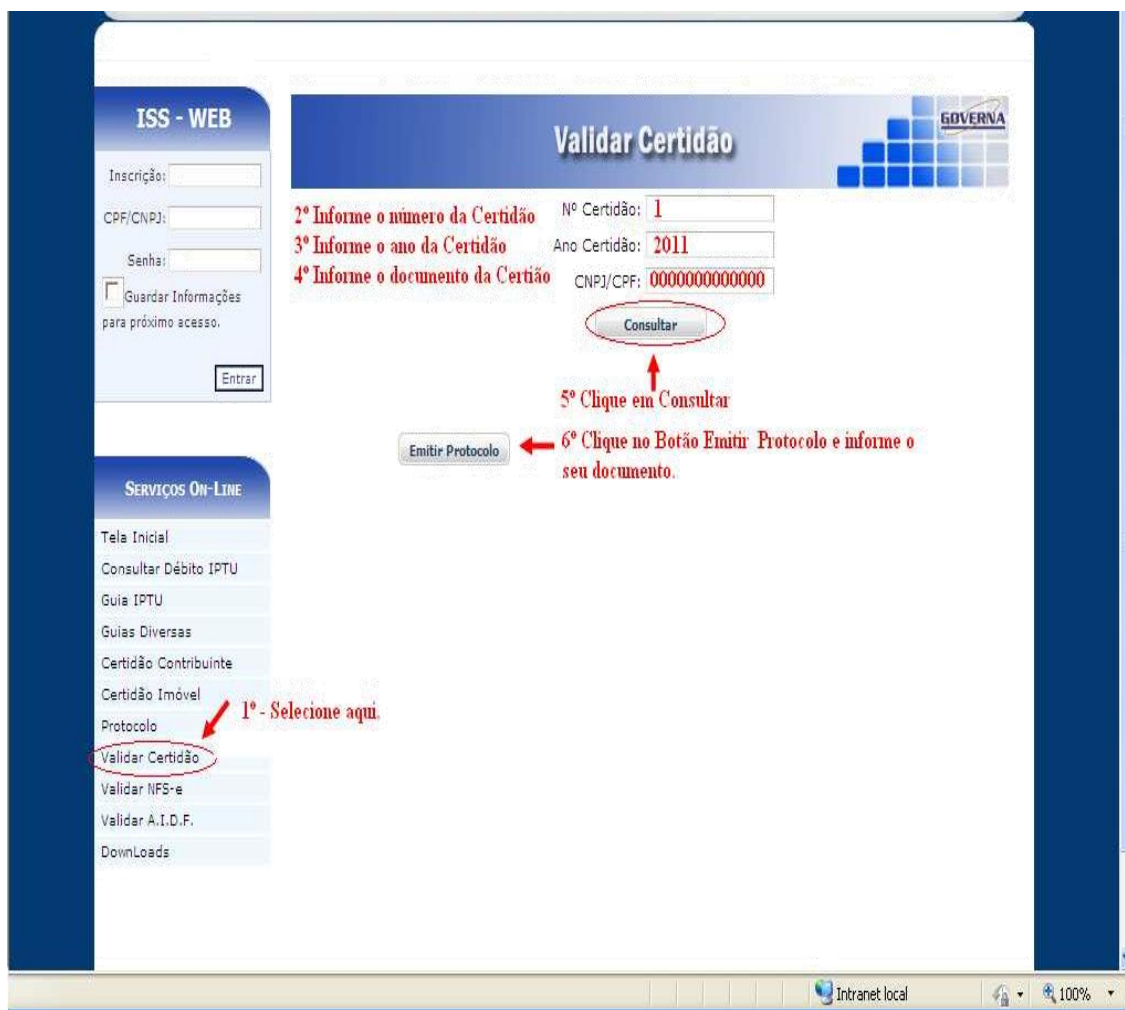 ISS - WEB
Inscrição:
CPF/CNPJ:
Senha:
Guardar Informações
para próximo acesso.
Entrar
Validar Certidão
GOVERNA
2º Informe o número da Certidão
Nº Certidão: 1
3º Informe o ano da Certidão
Ano Certidão: 2011
4º Informe o documento da Certião
CNPJ/CPF: 0000000000000
Consultar
5º Clique em Consultar
Emitir Protocolo
6º Clique no Botão Emitir Protocolo e informe o
seu documento.
Serviços On-Line
Tela Inicial
Consultar Débito IPTU
Guia IPTU
Guias Diversas
Certidão Contribuinte
Certidão Imóvel
Protocolo
1º - Selecione aqui.
Validar Certidão
Validar NFS-e
Validar A.I.D.F.
DownLoads
Intranet local
100%